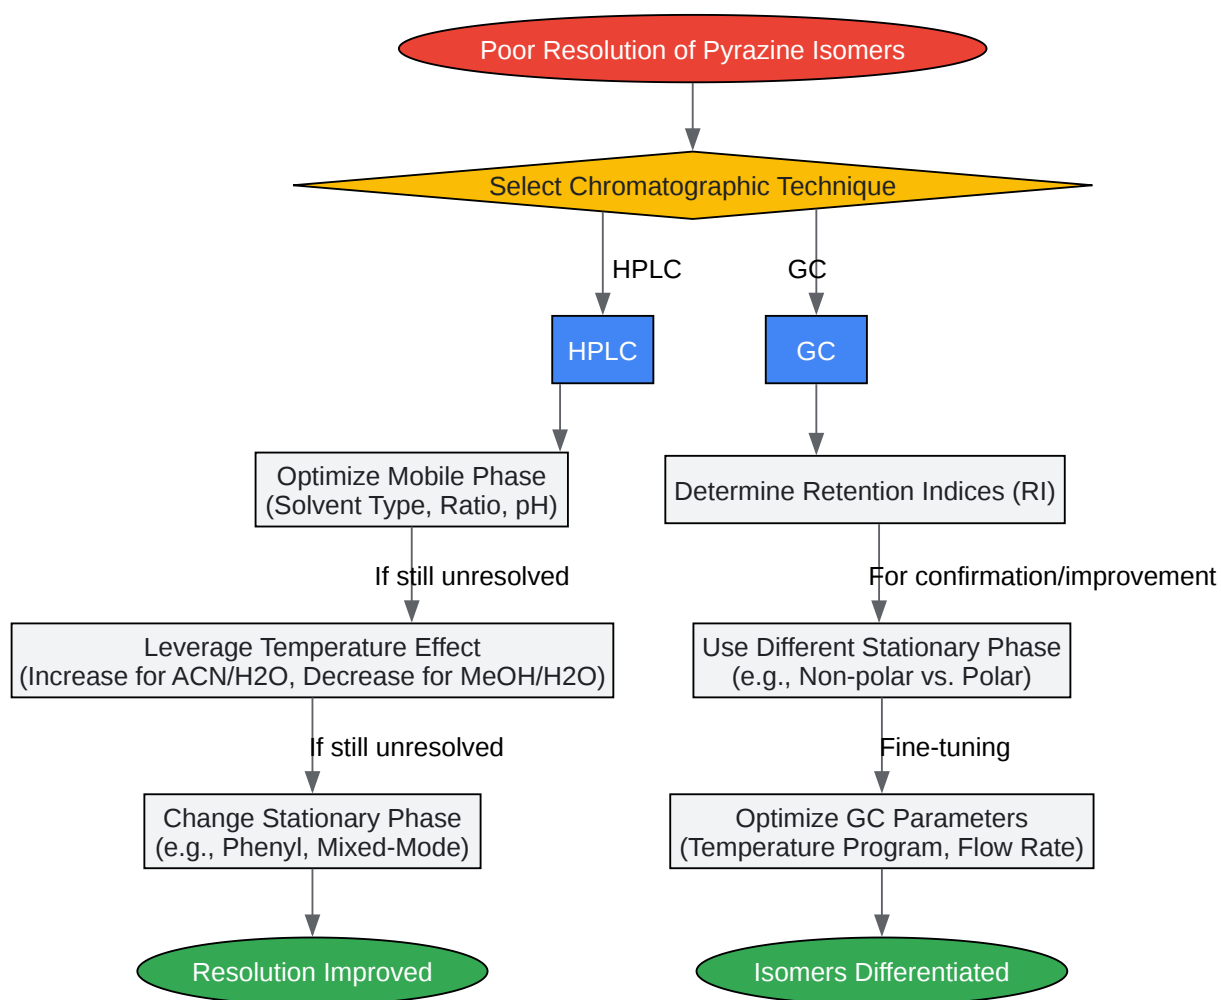 Poor Resolution of Pyrazine Isomers
Select Chromatographic Technique
HPLC
GC
HPLC
GC
Optimize Mobile Phase
(Solvent Type, Ratio, pH)
Determine Retention Indices (RI)
If still unresolved
For confirmation/improvement
Leverage Temperature Effect
(Increase for ACN/H2O, Decrease for MeOH/H2O)
Use Different Stationary Phase
(e.g., Non-polar vs. Polar)
If still unresolved
Fine-tuning
Change Stationary Phase
(e.g., Phenyl, Mixed-Mode)
Optimize GC Parameters
(Temperature Program, Flow Rate)
Resolution Improved
Isomers Differentiated